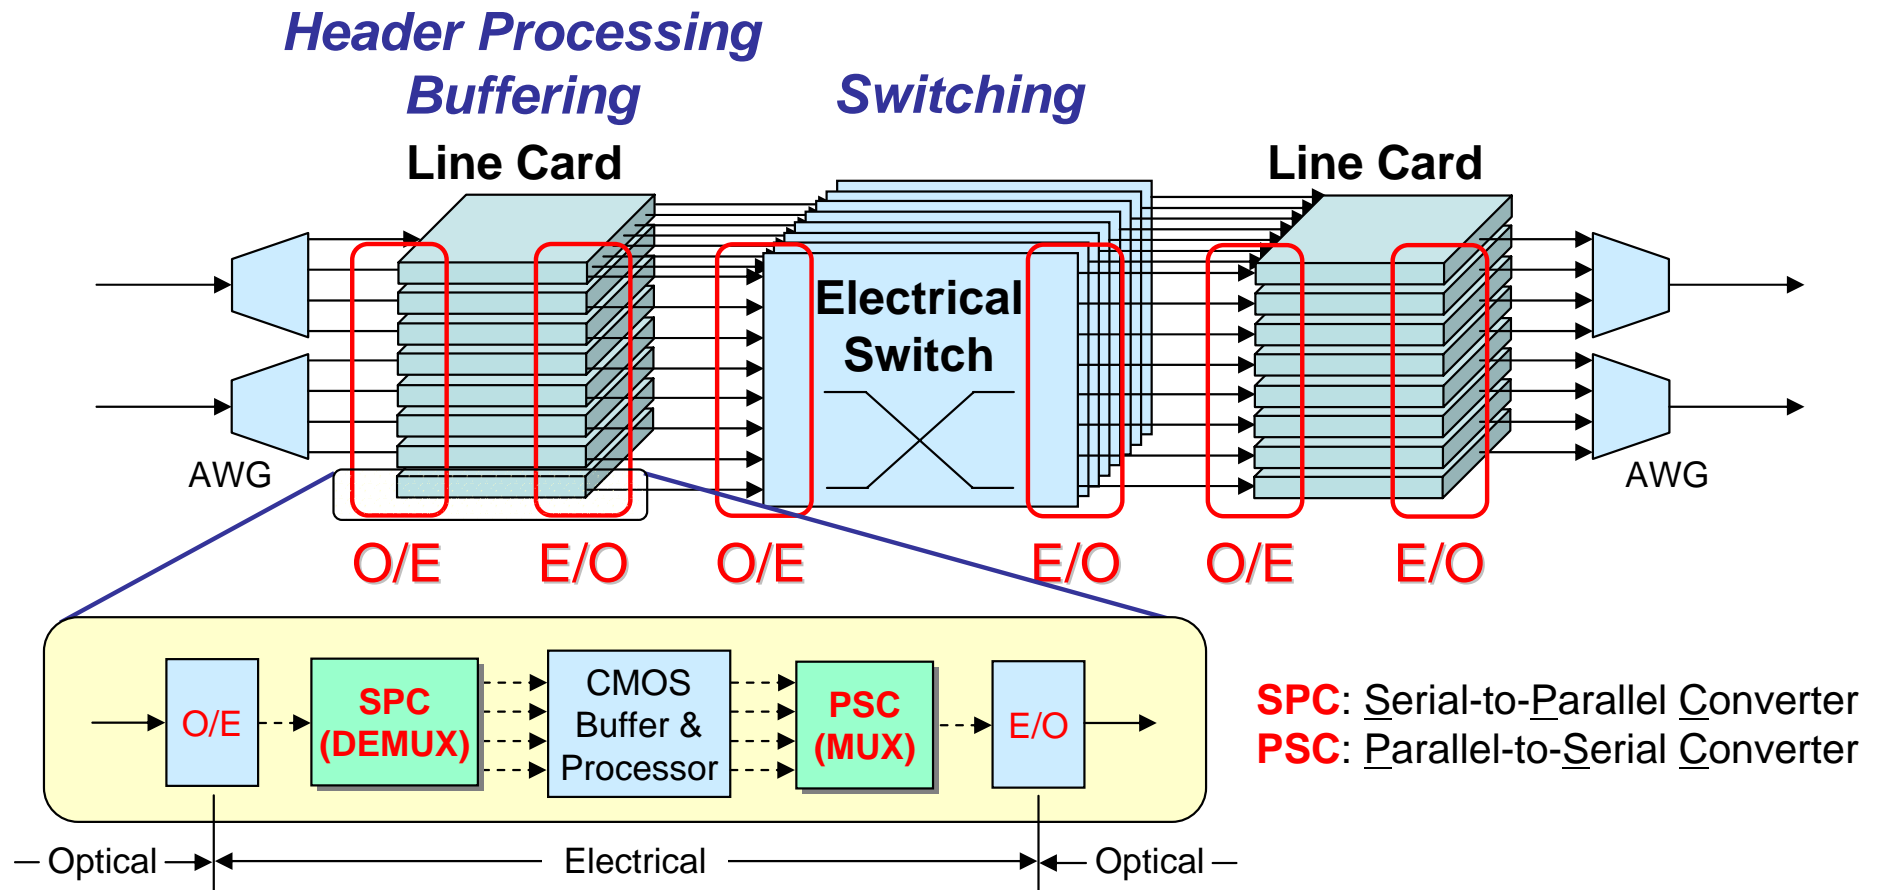 Header Processing
Buffering
Switching
Line Card
Line Card
Electrical
Switch
AWG
AWG
O/E
E/O
O/E
E/O
O/E
E/O
O/E
SPC
(DEMUX)
CMOS
Buffer &
Processor
PSC
(MUX)
E/O
SPC: Serial-to-Parallel Converter
PSC: Parallel-to-Serial Converter
Optical
Electrical
Optical